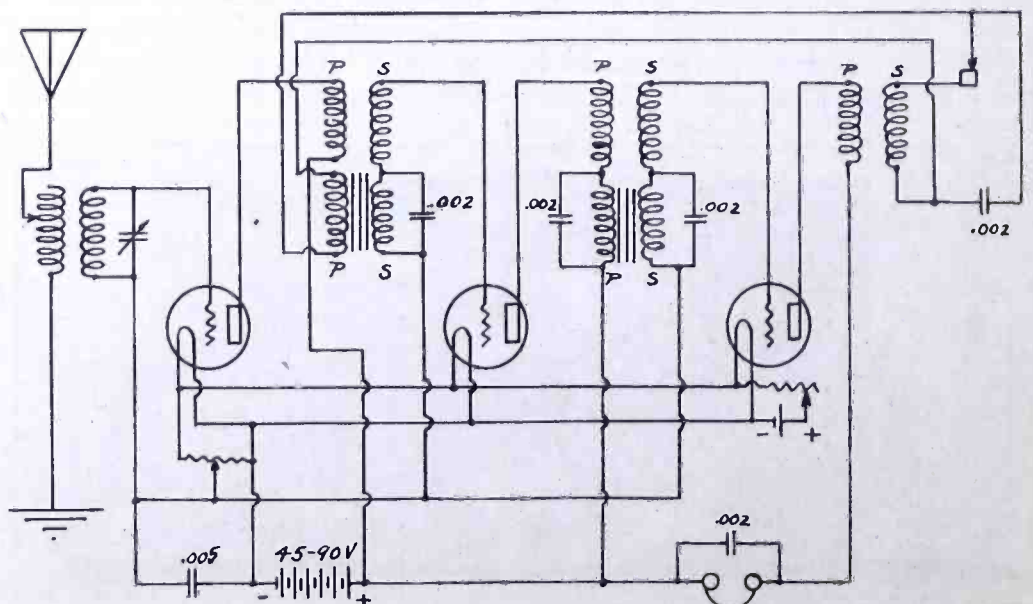 P S P S P S
.002 .002 .002 .002
P S P S
- +
.002
.005 45-90V
- +